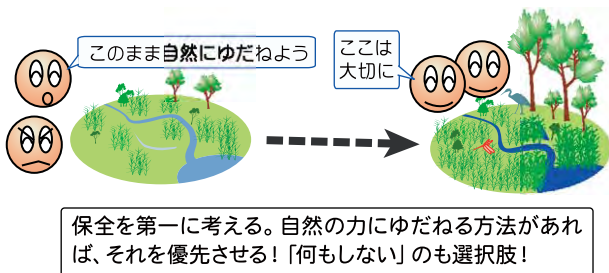 このまま自然にゆだねよう
ここは
大切に
保全を第一に考える。自然の力にゆだねる方法があれ
ば、それを優先させる!「何もしない」のも選択肢!